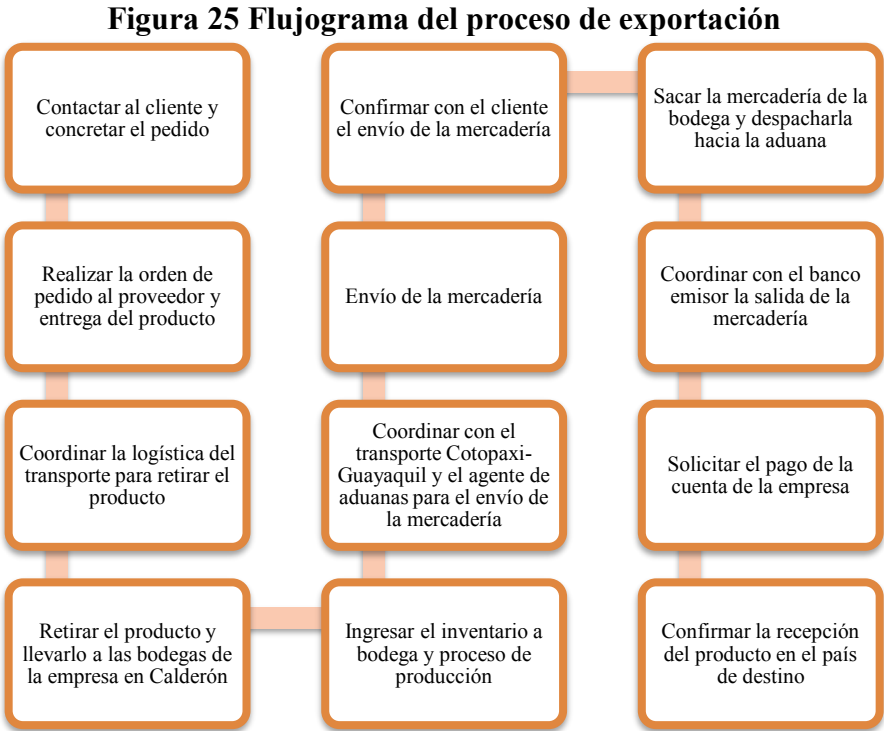 Figura 25 Flujograma del proceso de exportación
Contactar al cliente y
concretar el pedido
Realizar la orden de
pedido al proveedor y
entrega del producto
Coordinar la logística del
transporte para retirar el
producto
Retirar el producto y
llevarlo a las bodegas de
la empresa en Calderón
Ingresar el inventario a
bodega y proceso de
producción
Coordinar con el
transporte Cotopaxi-
Guayaquil y el agente de
aduanas para el envío de
la mercadería
Envío de la mercadería
Confirmar con el cliente
el envío de la mercadería
Sacar la mercadería de la
bodega y despacharla
hacia la aduana
Coordinar con el banco
emisor la salida de la
mercadería
Solicitar el pago de la
cuenta de la empresa
Confirmar la recepción
del producto en el país
de destino